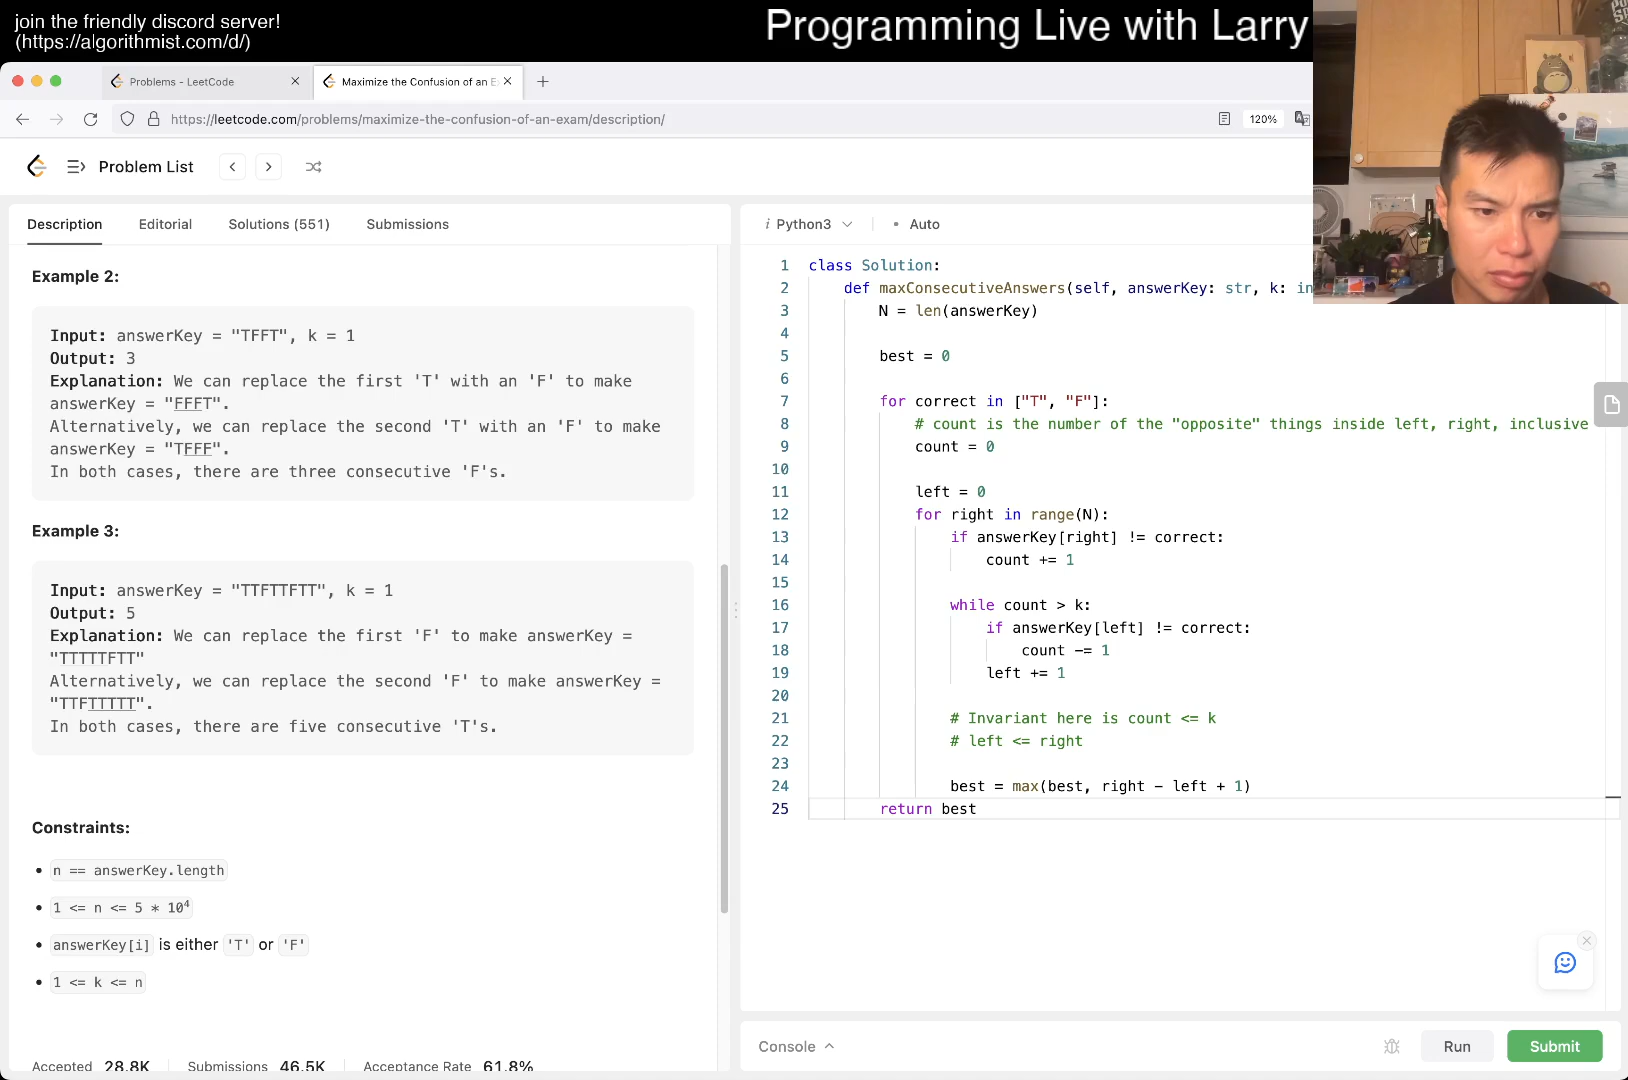 join the friendly discord server!
(https://algorithmist.com/d/)
Programming Live with Larry
Problems - LeetCode
Maximize the Confusion of an E
https://leetcode.com/problems/maximize-the-confusion-of-an-exam/description/
120%
Problem List
Description
Editorial
Solutions (551)
Submissions
Example 2:
Input: answerKey = "TFFT", k = 1
Output: 3
Explanation: We can replace the first 'T' with an 'F' to make
answerKey = "FFFT".
Alternatively, we can replace the second 'T' with an 'F' to make
answerKey = "TFFF".
In both cases, there are three consecutive 'F's.
Example 3:
Input: answerKey = "TTFTTFTT", k = 1
Output: 5
Explanation: We can replace the first 'F' to make answerKey =
"TTTTTFTT"
Alternatively, we can replace the second 'F' to make answerKey =
"TTFTTTTT".
In both cases, there are five consecutive 'T's.
Constraints:
n == answerKey.length
1 <= n <= 5 * 10⁴
answerKey[i] is either 'T' or 'F'
1 <= k <= n
Accepted 28.8K
Submissions 46.5K
Acceptance Rate 61.8%
i Python3
Auto
1 class Solution:
2 def maxConsecutiveAnswers(self, answerKey: str, k: in
3 N = len(answerKey)
4
5 best = 0
6
7 for correct in ["T", "F"]:
8 # count is the number of the "opposite" things inside left, right, inclusive
9 count = 0
10
11 left = 0
12 for right in range(N):
13 if answerKey[right] != correct:
14 count += 1
15
16 while count > k:
17 if answerKey[left] != correct:
18 count -= 1
19 left += 1
20
21 # Invariant here is count <= k
22 # left <= right
23
24 best = max(best, right - left + 1)
25 return best
Console
Run
Submit